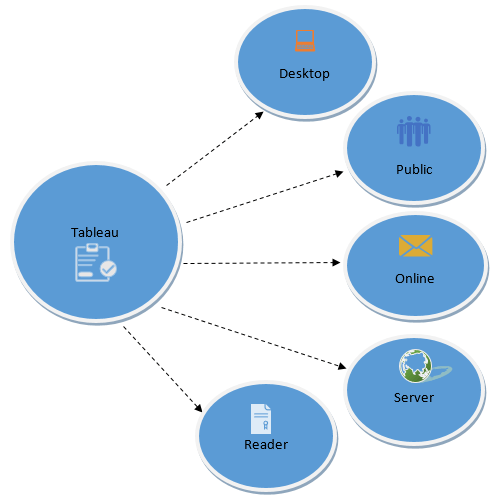 Desktop
Public
Tableau
Online
Server
Reader